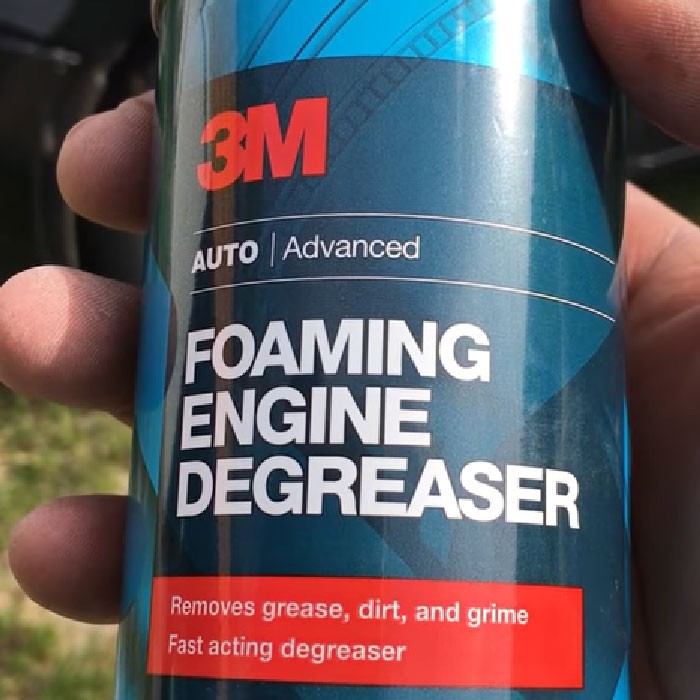 3M
AUTO | Advanced
FOAMING
ENGINE
DEGREASER
Removes grease, dirt, and grime
Fast acting degreaser